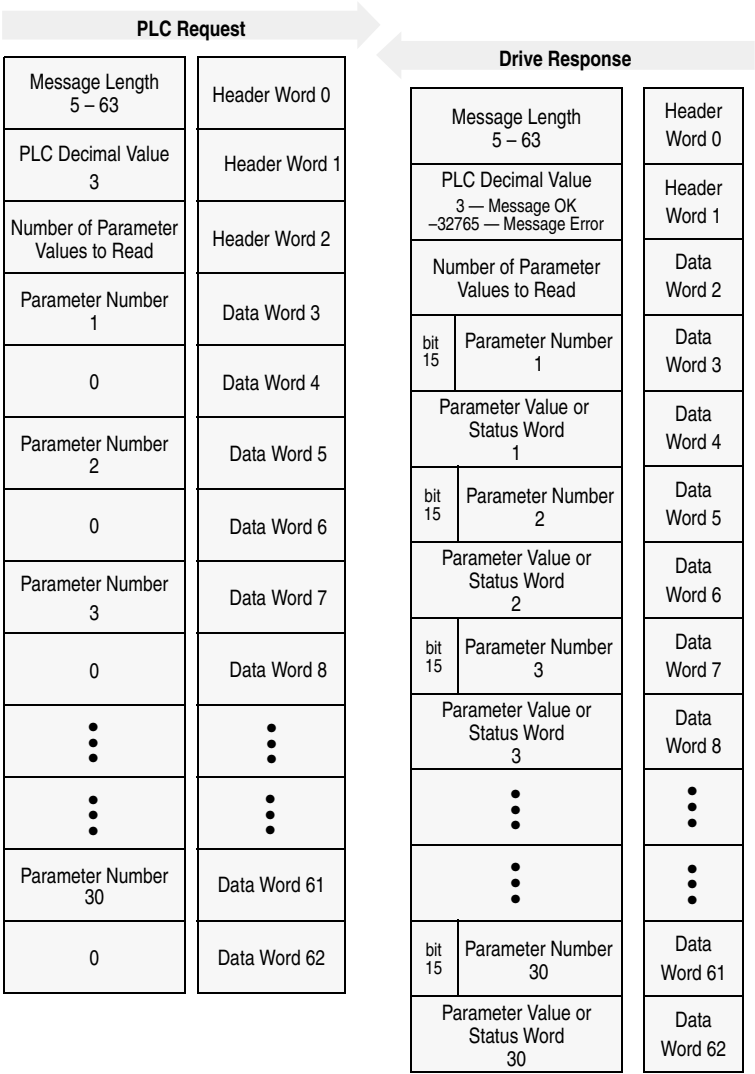 PLC Request
Message Length
5 – 63
Header Word 0
PLC Decimal Value
3
Header Word 1
Number of Parameter
Values to Read
Header Word 2
Parameter Number
1
Data Word 3
0
Data Word 4
Parameter Number
2
Data Word 5
0
Data Word 6
Parameter Number
3
Data Word 7
0
Data Word 8
Parameter Number
30
Data Word 61
0
Data Word 62
Drive Response
Message Length
5 – 63
Header
Word 0
PLC Decimal Value
3 — Message OK
–32765 — Message Error
Header
Word 1
Number of Parameter
Values to Read
Data
Word 2
bit
15
Parameter Number
1
Data
Word 3
Parameter Value or
Status Word
1
Data
Word 4
bit
15
Parameter Number
2
Data
Word 5
Parameter Value or
Status Word
2
Data
Word 6
bit
15
Parameter Number
3
Data
Word 7
Parameter Value or
Status Word
3
Data
Word 8
bit
15
Parameter Number
30
Data
Word 61
Parameter Value or
Status Word
30
Data
Word 62